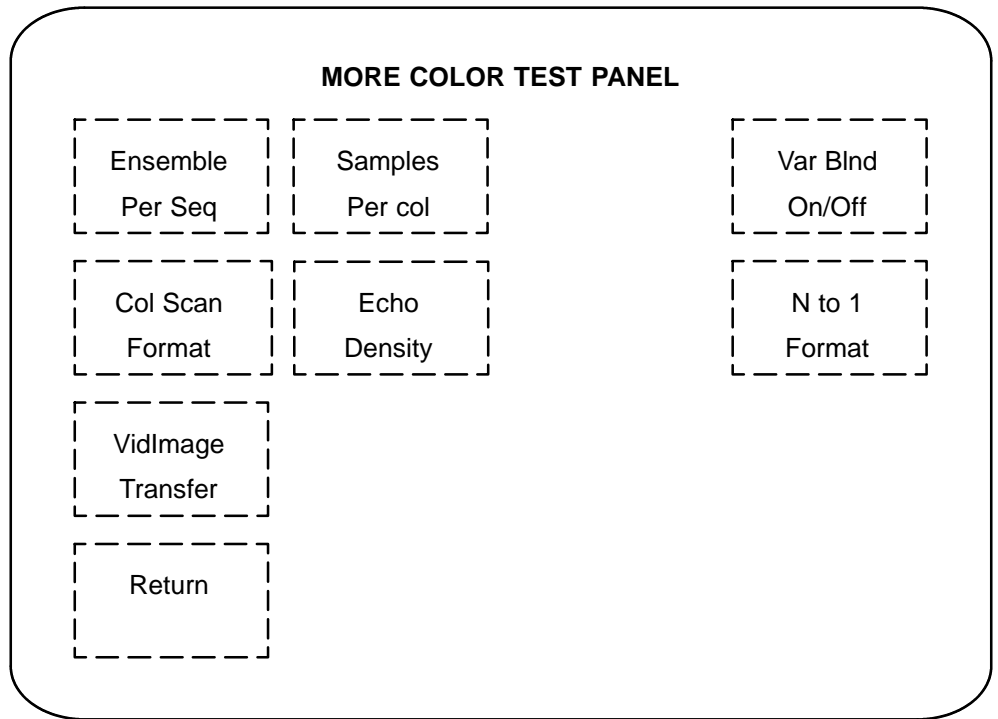 MORE COLOR TEST PANEL
Ensemble
Per Seq
Samples
Per col
Var Blnd
On/Off
Col Scan
Format
Echo
Density
N to 1
Format
VidImage
Transfer
Return